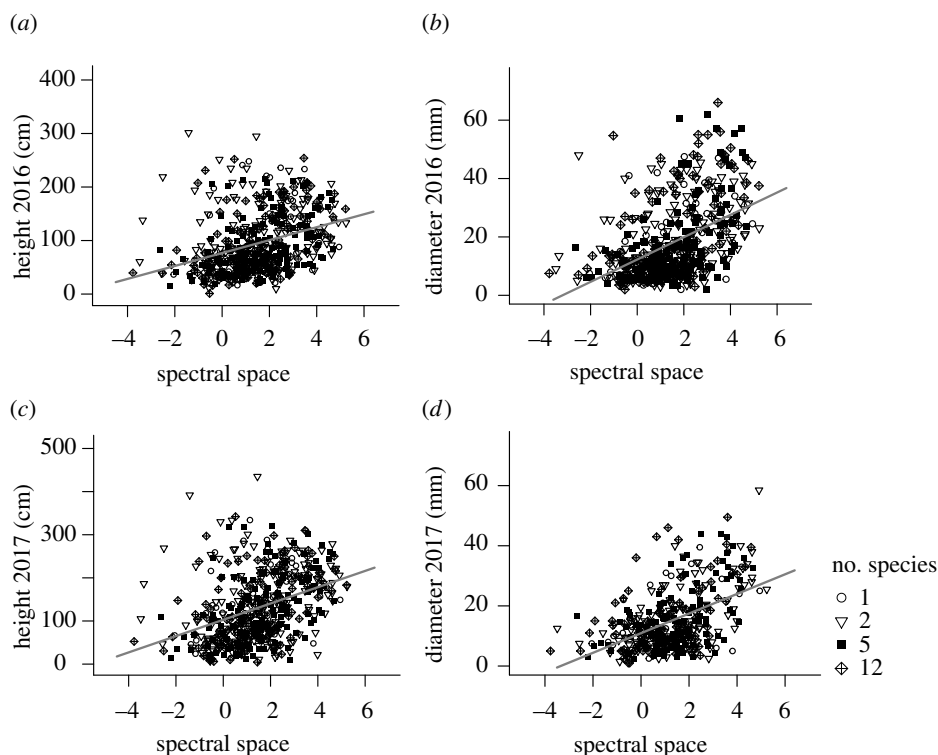 (a)
height 2016 (cm)
400
300
200
100
0
–4 –2 0 2 4 6
spectral space
(b)
diameter 2016 (mm)
60
40
20
0
–4 –2 0 2 4 6
spectral space
(c)
height 2017 (cm)
500
300
100
0
–4 –2 0 2 4 6
spectral space
(d)
diameter 2017 (mm)
60
40
20
0
–4 –2 0 2 4 6
spectral space
no. species
1
2
5
12